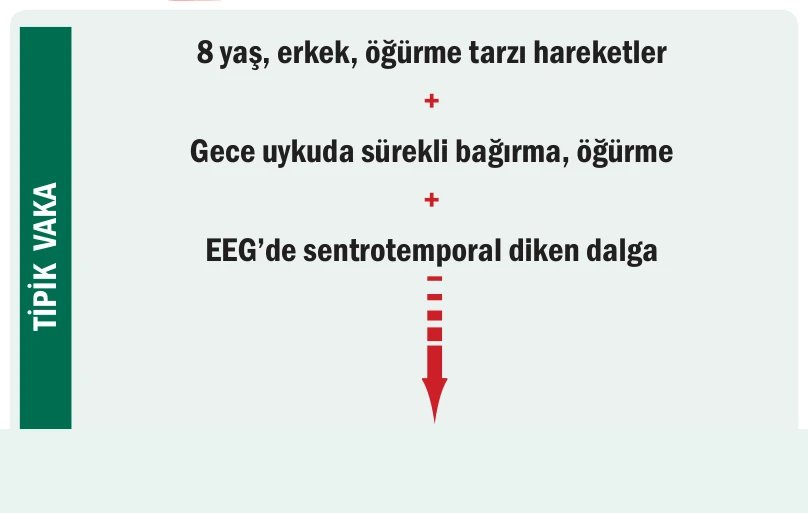 8 yaş, erkek, öğürme tarzı hareketler
+
Gece uykuda sürekli bağırma, öğürme
+
EEG’de sentrotemporal diken dalga
TİPİK VAKA